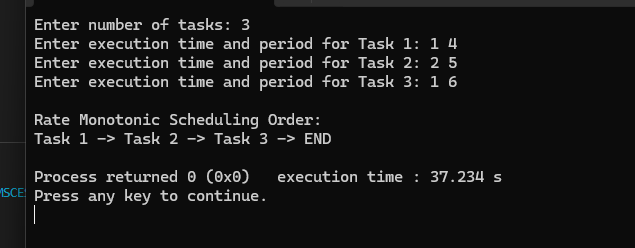 Enter number of tasks: 3
Enter execution time and period for Task 1: 1 4
Enter execution time and period for Task 2: 2 5
Enter execution time and period for Task 3: 1 6
Rate Monotonic Scheduling Order:
Task 1 -> Task 2 -> Task 3 -> END
Process returned 0 (0x0)   execution time : 37.234 s
MSCE
Press any key to continue.